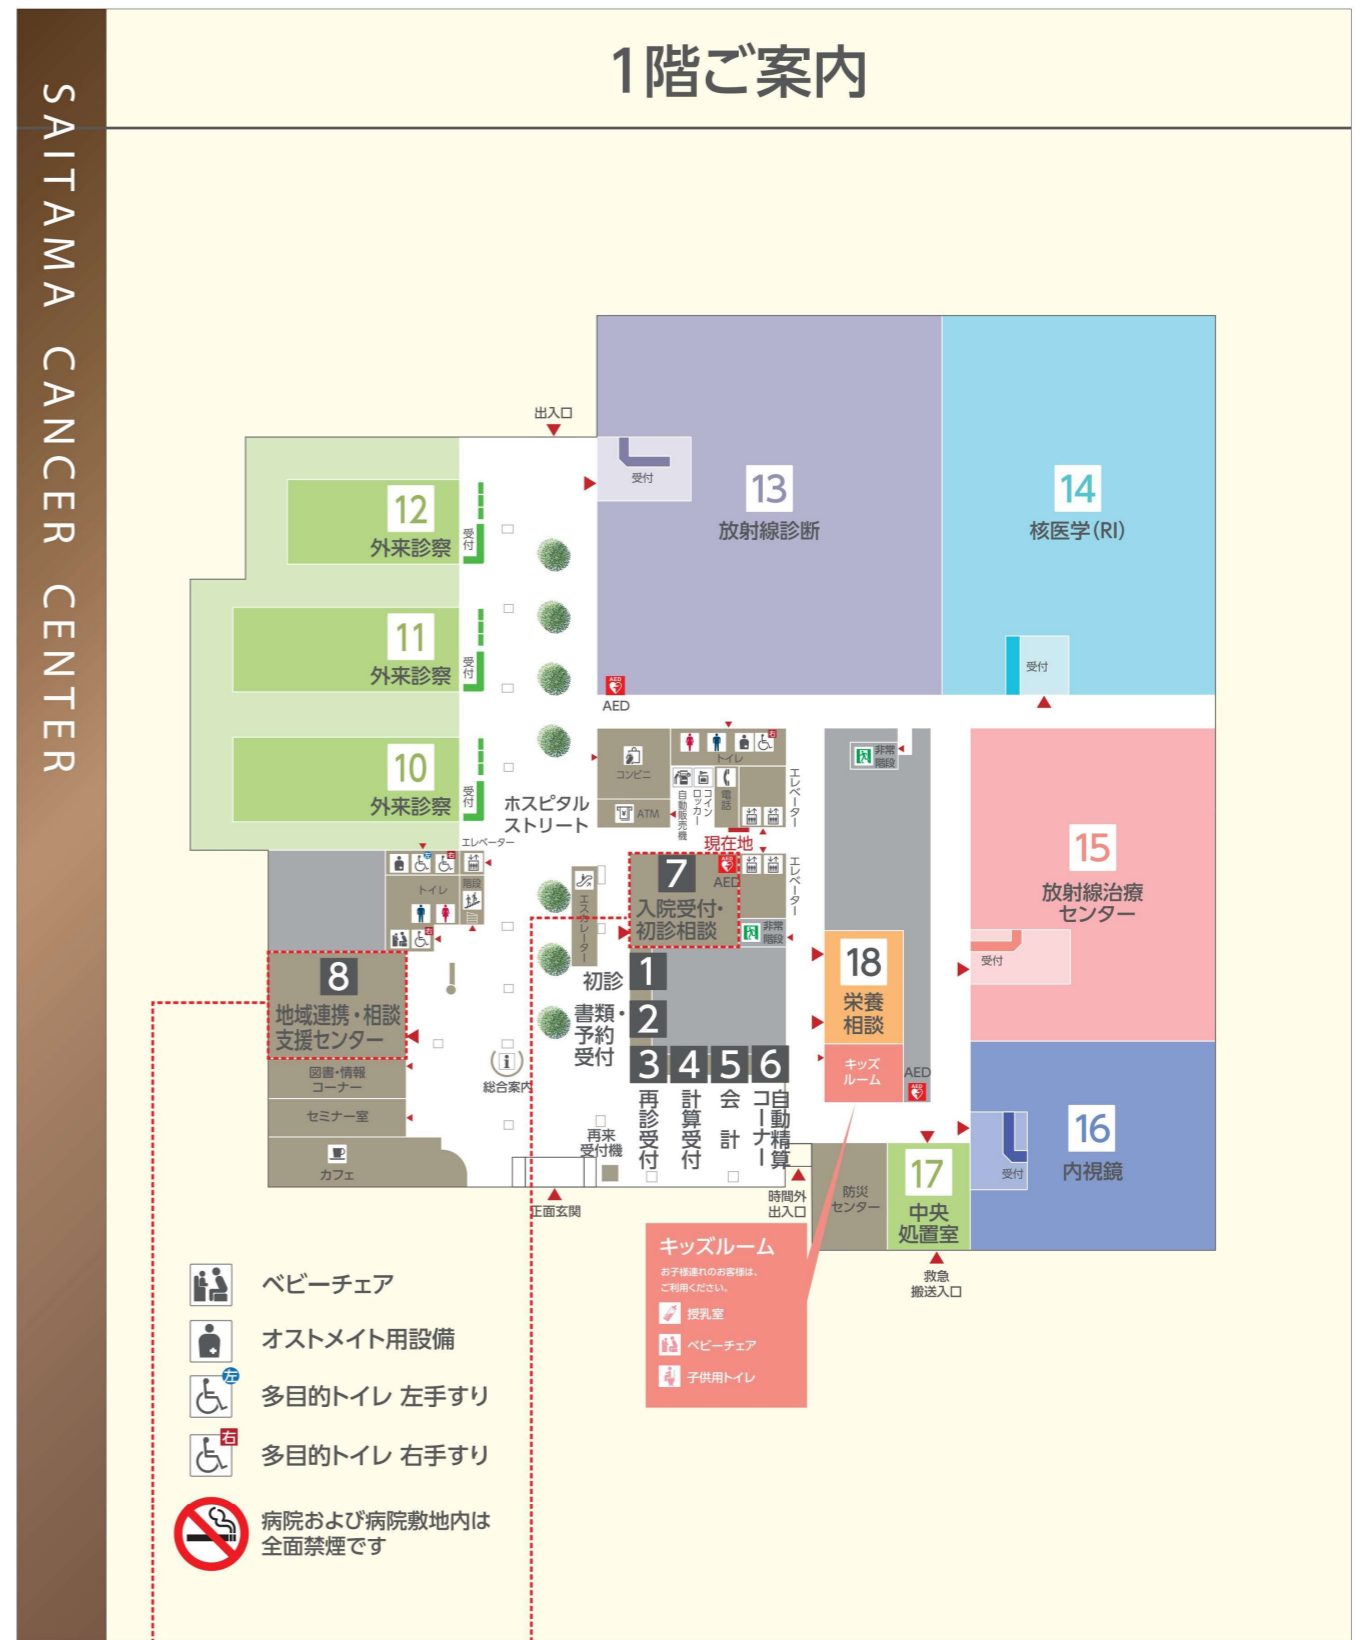 SAITAMA CANCER CENTER
1階ご案内
出入口
受付
13
放射線診断
14
核医学(RI)
受付
12
外来診察
受付
11
外来診察
受付
10
外来診察
受付
AED
AED
コンビニ
ATM
トイレ
右
自動販売機
コイン
ロッカー
電話
エレベーター
非常
階段
ホスピタル
ストリート
現在地
エレベーター
左
右
トイレ
階段
右
エスカレーター
7
入院受付・
初診相談
AED
AED
エレベーター
非常
階段
15
放射線治療
センター
受付
8
地域連携・相談
支援センター
図書・情報
コーナー
セミナー室
カフェ
総合案内
初診
1
書類・
予約
受付
2
3
再診受付
4
計算受付
5
会計
6
自動精算
コーナー
18
栄養
相談
キッズ
ルーム
AED
AED
再来
受付機
正面玄関
時間外
出入口
防災
センター
17
中央
処置室
救急
搬送入口
16
内視鏡
受付
キッズルーム
お子様連れのお客様は、
ご利用ください。
授乳室
ベビーチェア
子供用トイレ
ベビーチェア
オストメイト用設備
左
多目的トイレ 左手すり
右
多目的トイレ 右手すり
病院および病院敷地内は
全面禁煙です